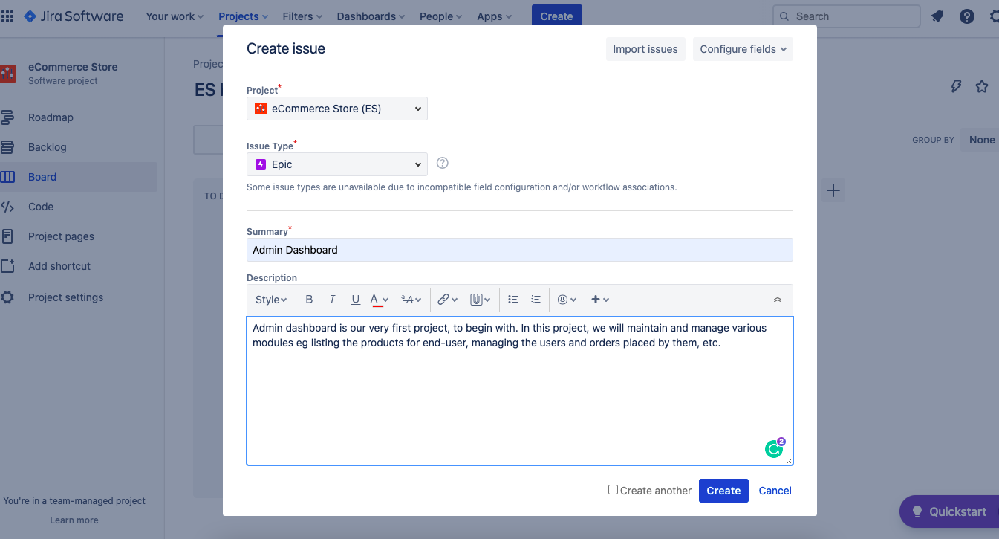 Jira Software
Your work
Projects
Filters
Dashboards
People
Apps
Create
Search
eCommerce Store
Software project
Roadmap
Backlog
Board
Code
Project pages
Add shortcut
Project settings
You're in a team-managed project
Learn more
ES
GROUP BY
None
Create issue
Import issues
Configure fields
Project*
eCommerce Store (ES)
Issue Type*
Epic
Some issue types are unavailable due to incompatible field configuration and/or workflow associations.
Summary*
Admin Dashboard
Description
Style
B I U A
Admin dashboard is our very first project, to begin with. In this project, we will maintain and manage various
modules eg listing the products for end-user, managing the users and orders placed by them, etc.
2
Create another
Create
Cancel
Quickstart